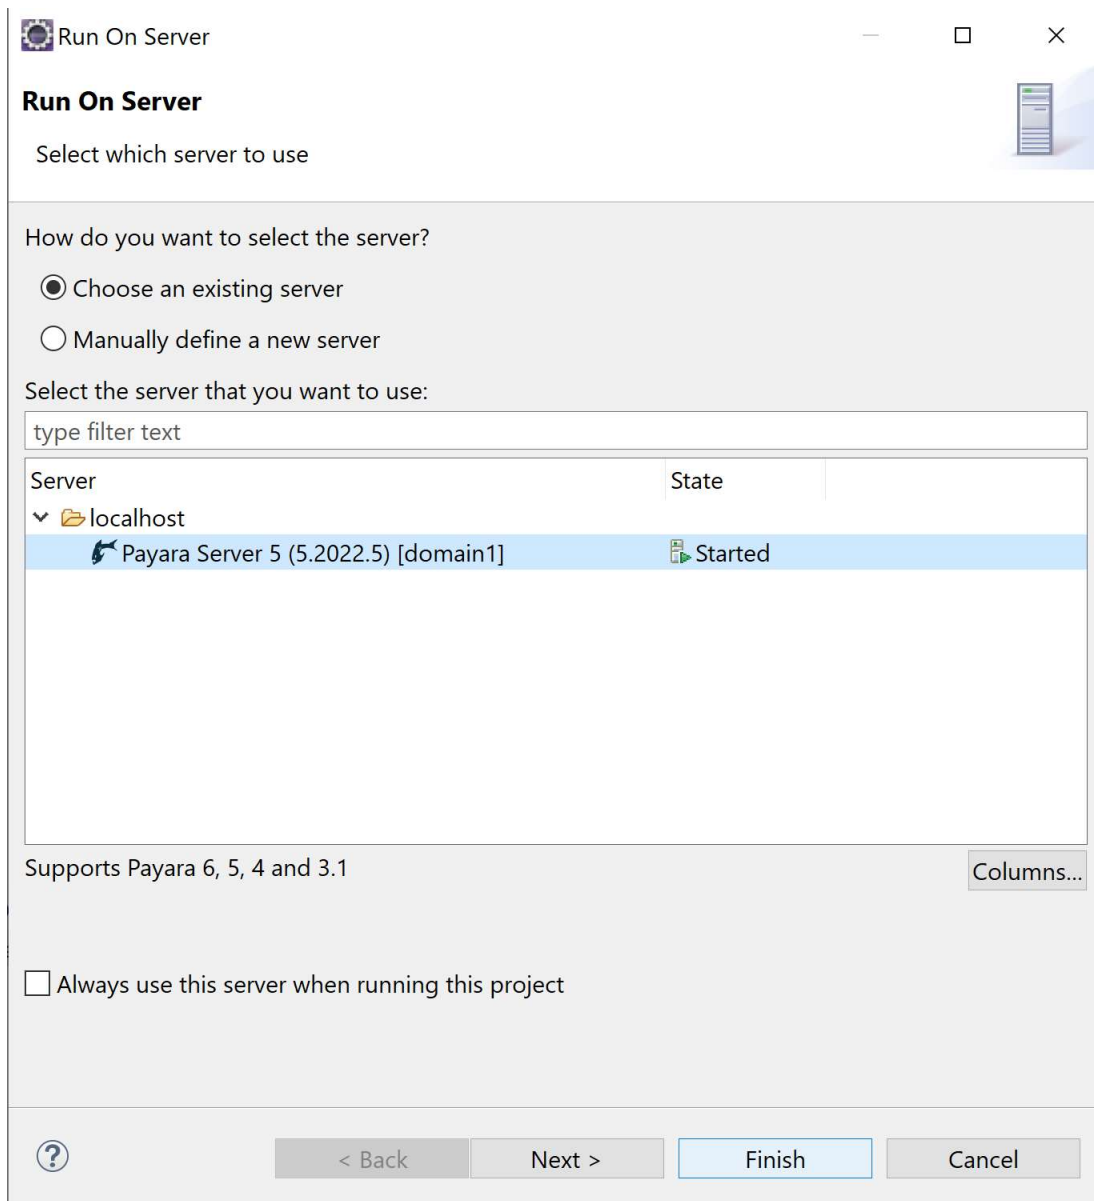 Run On Server
Run On Server
Select which server to use
How do you want to select the server?
Choose an existing server
Manually define a new server
Select the server that you want to use:
type filter text
Server State
localhost
Payara Server 5 (5.2022.5) [domain1] Started
Supports Payara 6, 5, 4 and 3.1
Columns...
Always use this server when running this project
? < Back Next > Finish Cancel